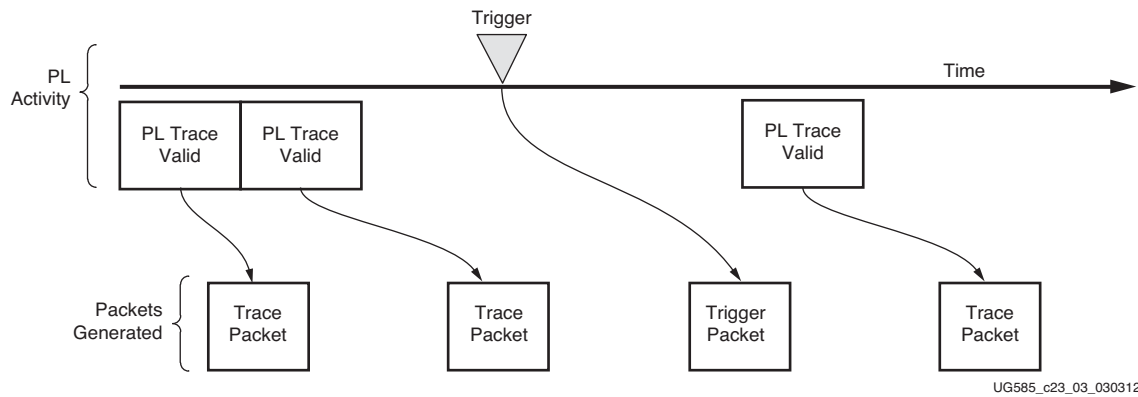 Trigger
PL
Activity
Time
PL Trace
Valid
PL Trace
Valid
PL Trace
Valid
Packets
Generated
Trace
Packet
Trace
Packet
Trigger
Packet
Trace
Packet
UG585_c23_03_030312